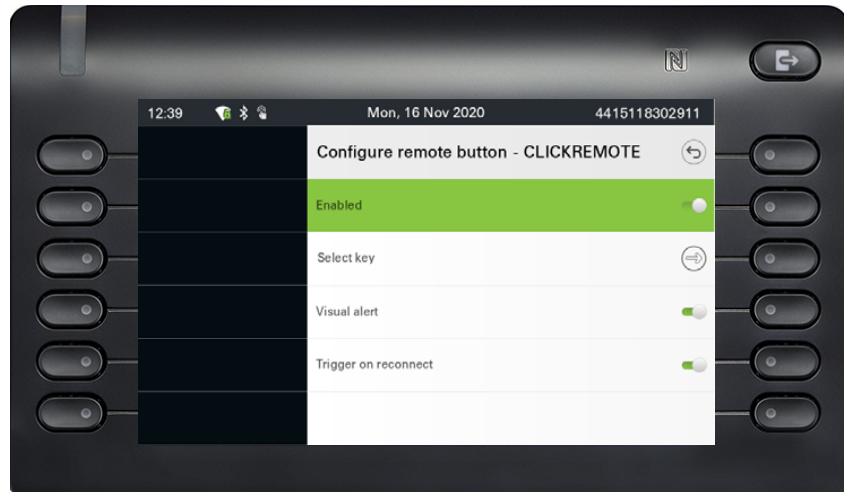 12:39 Mon, 16 Nov 2020 4415118302911
Configure remote button - CLICKREMOTE
Enabled
Select key
Visual alert
Trigger on reconnect